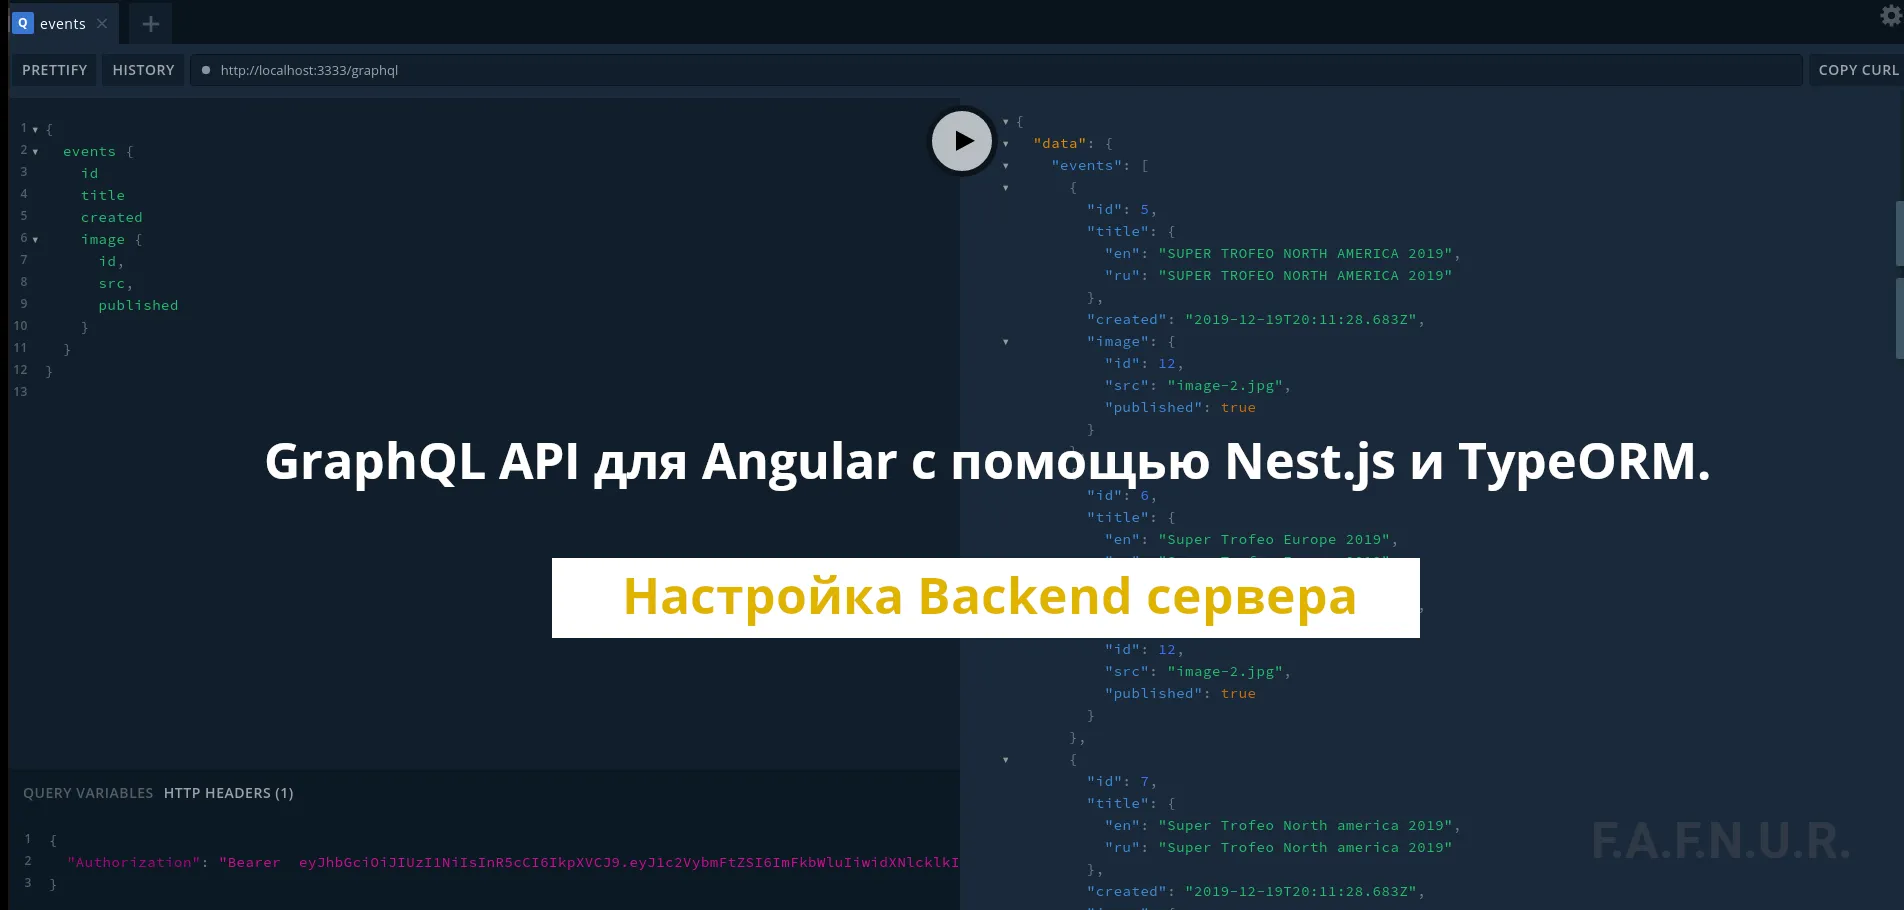 Q events
PRETTIFY HISTORY http://localhost:3333/graphql COPY CURL
1 {
2 events {
3 id
4 title
5 created
6 image {
7 id,
8 src,
9 published
10 }
11 }
12 }
13
{
"data": {
"events": [
{
"id": 5,
"title": {
"en": "SUPER TROFEO NORTH AMERICA 2019",
"ru": "SUPER TROFEO NORTH AMERICA 2019"
},
"created": "2019-12-19T20:11:28.683Z",
"image": {
"id": 12,
"src": "image-2.jpg",
"published": true
}
GraphQL API для Angular с помощью Nest.js и TypeORM.
"id": 6,
"title": {
"en": "Super Trofeo Europe 2019",
Настройка Backend сервера
"id": 12,
"src": "image-2.jpg",
"published": true
}
},
{
"id": 7,
"title": {
"en": "Super Trofeo North america 2019",
"ru": "Super Trofeo North america 2019"
},
"created": "2019-12-19T20:11:28.683Z",
QUERY VARIABLES HTTP HEADERS (1)
1 {
2 "Authorization": "Bearer eyJhbGciOiJIUzI1NiIsInR5cCI6IkpXVCJ9.eyJ1c2VybmFtZSI6ImFkbWluIiwidXNlcklkI
3 }
F.A.F.N.U.R.